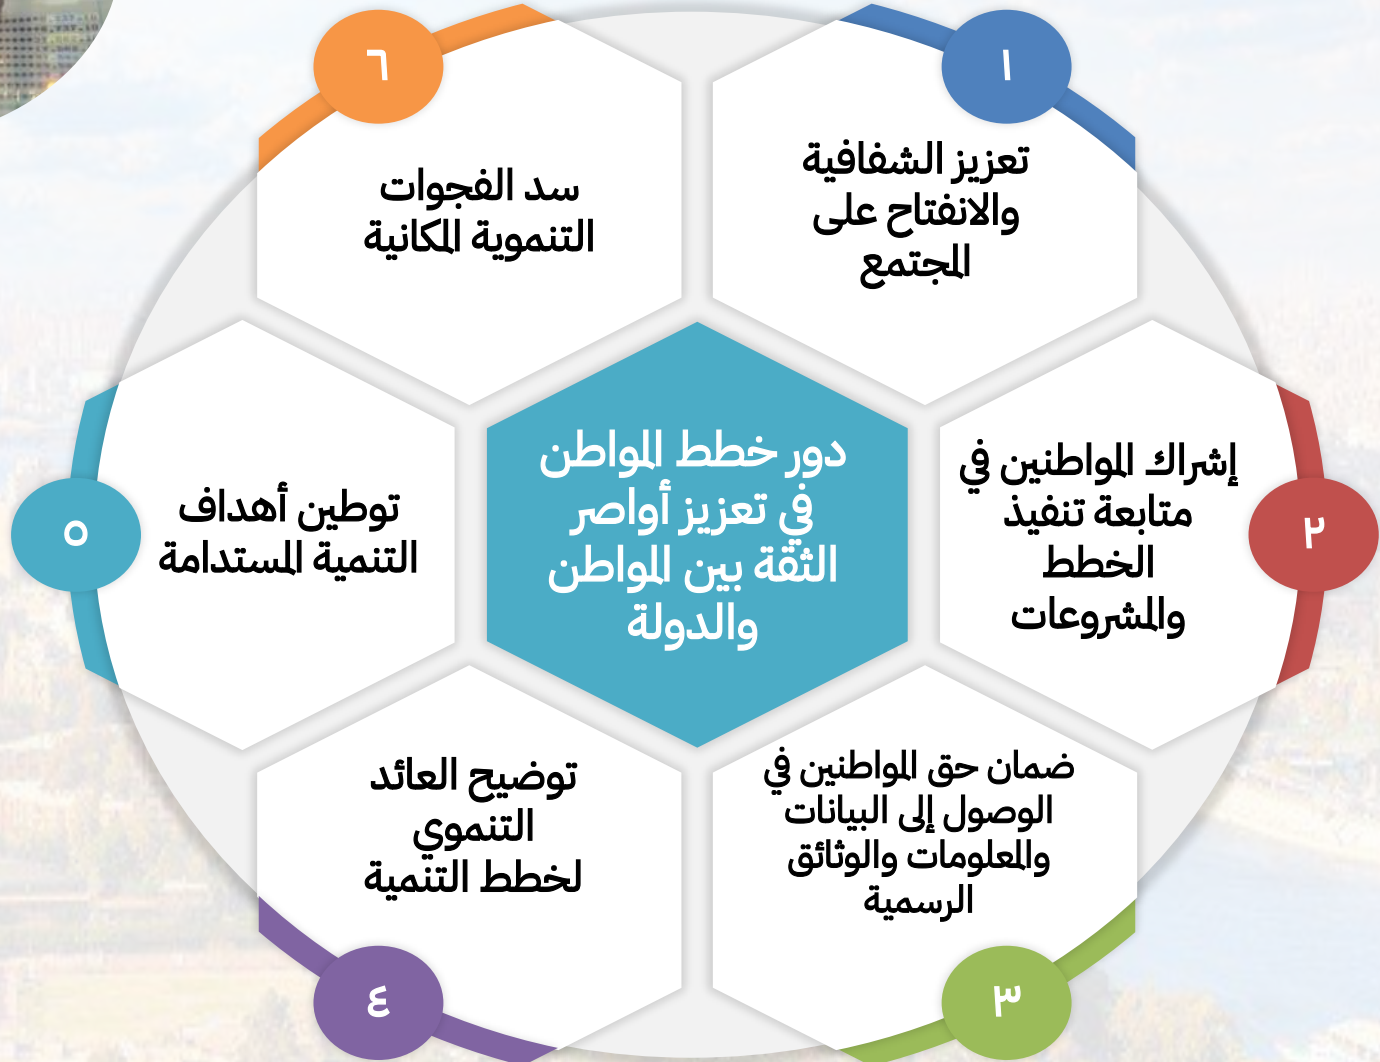 دور خطط المواطن
في تعزيز أواصر
الثقة بين المواطن
والدولة
١
تعزيز الشفافية
والانفتاح على
المجتمع
٢
إشراك المواطنين في
متابعة تنفيذ
الخطط
والمشروعات
٣
ضمان حق المواطنين في
الوصول إلى البيانات
والمعلومات والوثائق
الرسمية
٤
توضيح العائد
التنموي
لخطط التنمية
٥
توطين أهداف
التنمية المستدامة
٦
سد الفجوات
التنموية المكانية